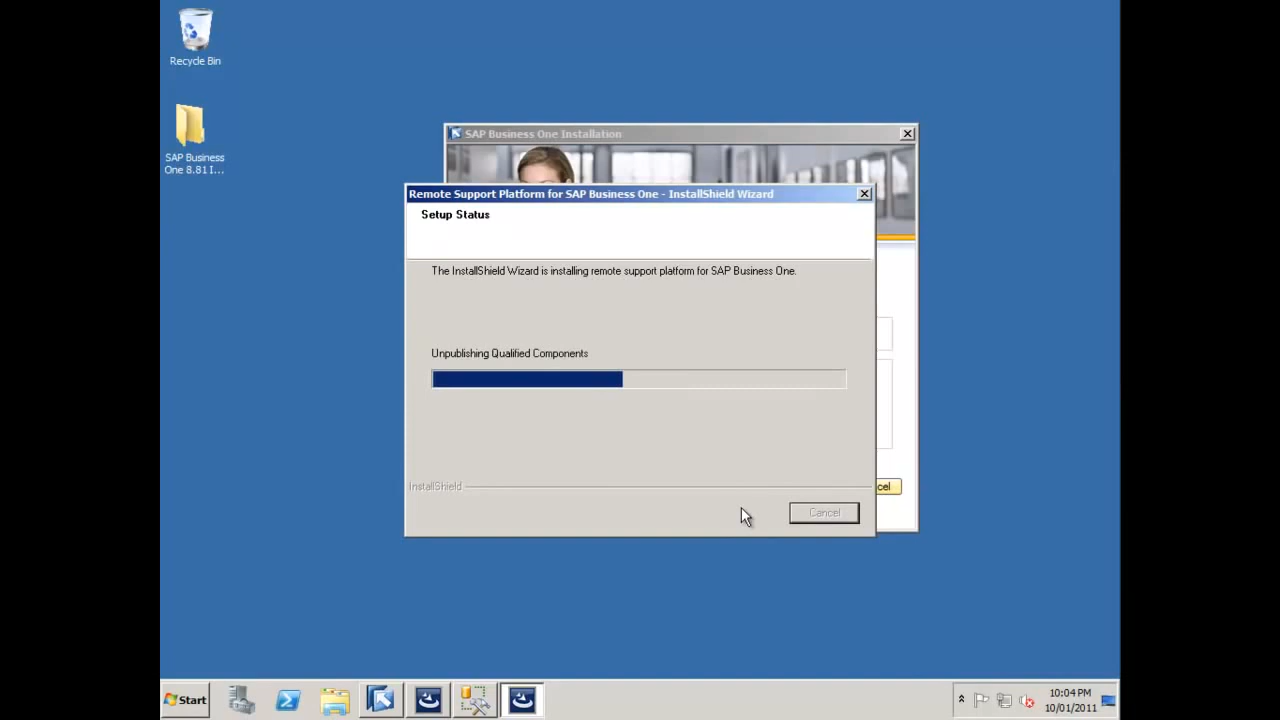 Recycle Bin
SAP Business
One 8.81 I...
SAP Business One Installation
Remote Support Platform for SAP Business One - InstallShield Wizard
Setup Status
The InstallShield Wizard is installing remote support platform for SAP Business One.
Unpublishing Qualified Components
InstallShield
cel
Cancel
Start
10:04 PM
10/01/2011